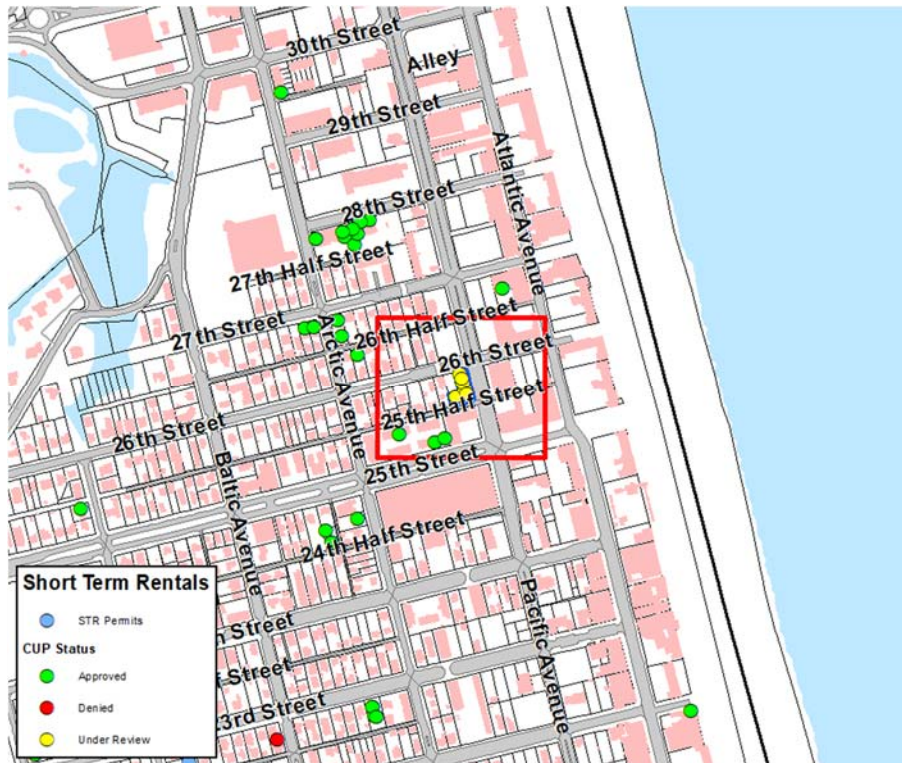 30th Street
Alley
29th Street
Atlantic Avenue
28th Street
27th Half Street
27th Street
26th Half Street
Arctic Avenue
26th Street
25th Half Street
26th Street
25th Street
Baltic Avenue
24th Half Street
Pacific Avenue
Street
Street
23rd Street
Short Term Rentals
STR Permits
CUP Status
Approved
Denied
Under Review